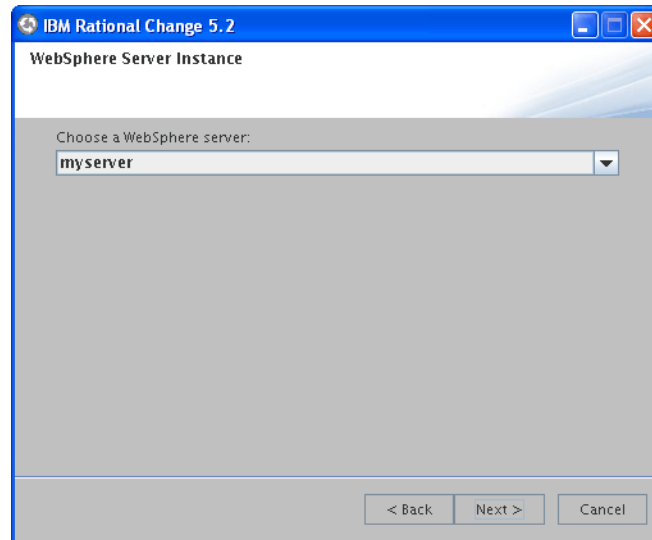 IBM Rational Change 5.2
WebSphere Server Instance
Choose a WebSphere server:
myserver
< Back
Next >
Cancel